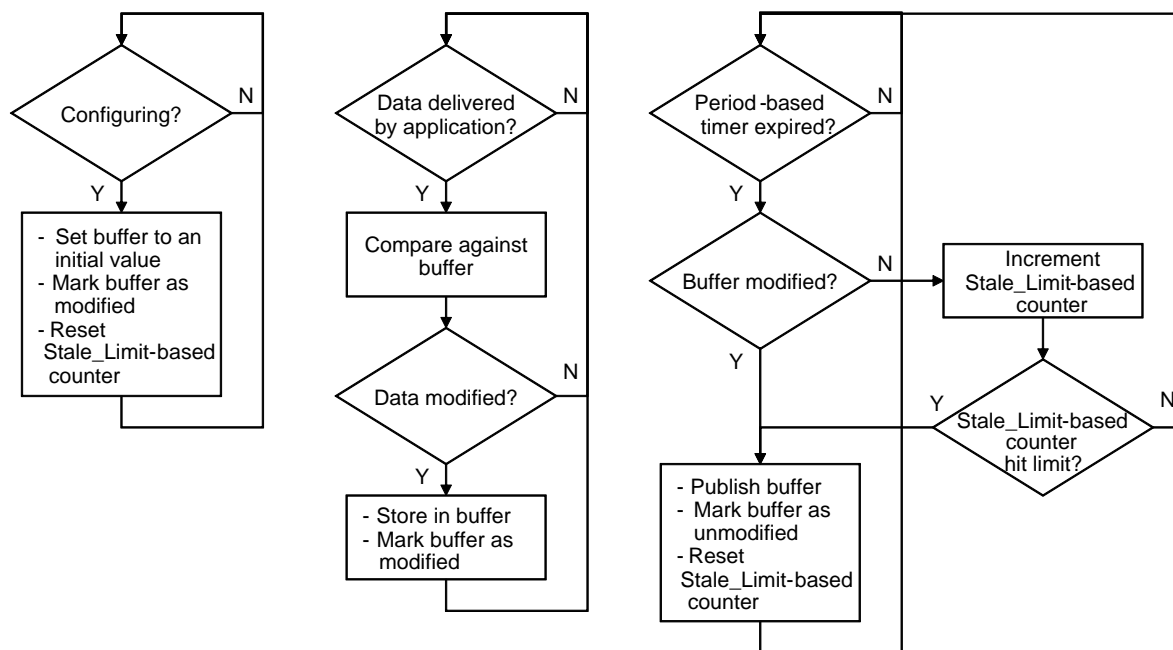 Configuring?
N
Y
- Set buffer to an
initial value
- Mark buffer as
modified
- Reset
Stale_Limit-based
counter
Data delivered
by application?
N
Y
Compare against
buffer
Data modified?
N
Y
- Store in buffer
- Mark buffer as
modified
Period-based
timer expired?
N
Y
Buffer modified?
N
Y
Increment
Stale_Limit-based
counter
Stale_Limit-based
counter
hit limit?
Y
N
- Publish buffer
- Mark buffer as
unmodified
- Reset
Stale_Limit-based
counter